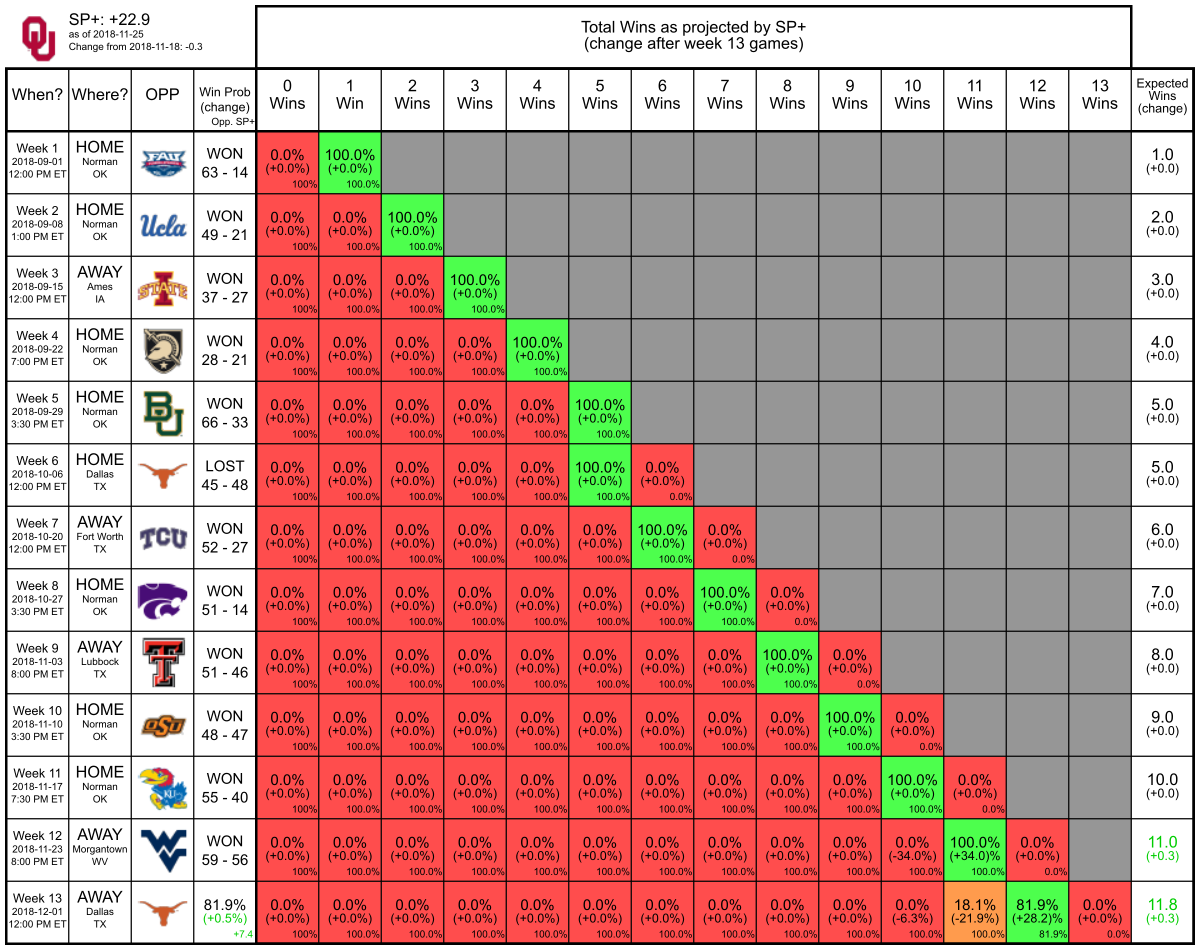 SP+: +22.9
as of 2018-11-25
Change from 2018-11-18: -0.3
Total Wins as projected by SP+
(change after week 13 games)
When? Where? OPP Win Prob 0 1 2 3 4 5 6 7 8 9 10 11 12 13 Expected
(change) Wins Win Wins Wins Wins Wins Wins Wins Wins Wins Wins Wins Wins Wins Wins
Opp. SP+ (change)
Week 1 HOME WON 0.0% 100.0% 1.0
2018-09-01 Norman FAU 63 - 14 (+0.0%) (+0.0%) (+0.0)
12:00 PM ET OK 100% 100.0%
Week 2 HOME WON 0.0% 0.0% 100.0% 2.0
2018-09-08 Norman Ucla 49 - 21 (+0.0%) (+0.0%) (+0.0%) (+0.0)
1:00 PM ET OK 100% 100.0% 100.0%
Week 3 AWAY WON 0.0% 0.0% 0.0% 100.0% 3.0
2018-09-15 Ames STATE 37 - 27 (+0.0%) (+0.0%) (+0.0%) (+0.0%) (+0.0)
12:00 PM ET IA 100% 100.0% 100.0% 100.0%
Week 4 HOME WON 0.0% 0.0% 0.0% 0.0% 100.0% 4.0
2018-09-22 Norman 28 - 21 (+0.0%) (+0.0%) (+0.0%) (+0.0%) (+0.0%) (+0.0)
7:00 PM ET OK 100% 100.0% 100.0% 100.0% 100.0%
Week 5 HOME WON 0.0% 0.0% 0.0% 0.0% 0.0% 100.0% 5.0
2018-09-29 Norman BU 66 - 33 (+0.0%) (+0.0%) (+0.0%) (+0.0%) (+0.0%) (+0.0%) (+0.0)
3:30 PM ET OK 100% 100.0% 100.0% 100.0% 100.0% 100.0%
Week 6 HOME LOST 0.0% 0.0% 0.0% 0.0% 0.0% 100.0% 0.0% 5.0
2018-10-06 Dallas 45 - 48 (+0.0%) (+0.0%) (+0.0%) (+0.0%) (+0.0%) (+0.0%) (+0.0%) (+0.0)
12:00 PM ET TX 100% 100.0% 100.0% 100.0% 100.0% 100.0% 0.0%
Week 7 AWAY WON 0.0% 0.0% 0.0% 0.0% 0.0% 0.0% 100.0% 0.0% 6.0
2018-10-20 Fort Worth TCU 52 - 27 (+0.0%) (+0.0%) (+0.0%) (+0.0%) (+0.0%) (+0.0%) (+0.0%) (+0.0%) (+0.0)
12:00 PM ET TX 100% 100.0% 100.0% 100.0% 100.0% 100.0% 100.0% 0.0%
Week 8 HOME WON 0.0% 0.0% 0.0% 0.0% 0.0% 0.0% 0.0% 100.0% 0.0% 7.0
2018-10-27 Norman 51 - 14 (+0.0%) (+0.0%) (+0.0%) (+0.0%) (+0.0%) (+0.0%) (+0.0%) (+0.0%) (+0.0%) (+0.0)
3:30 PM ET OK 100% 100.0% 100.0% 100.0% 100.0% 100.0% 100.0% 100.0% 0.0%
Week 9 AWAY WON 0.0% 0.0% 0.0% 0.0% 0.0% 0.0% 0.0% 0.0% 100.0% 0.0% 8.0
2018-11-03 Lubbock 51 - 46 (+0.0%) (+0.0%) (+0.0%) (+0.0%) (+0.0%) (+0.0%) (+0.0%) (+0.0%) (+0.0%) (+0.0%) (+0.0)
8:00 PM ET TX 100% 100.0% 100.0% 100.0% 100.0% 100.0% 100.0% 100.0% 100.0% 0.0%
Week 10 HOME WON 0.0% 0.0% 0.0% 0.0% 0.0% 0.0% 0.0% 0.0% 0.0% 100.0% 0.0% 9.0
2018-11-10 Norman OSU 48 - 47 (+0.0%) (+0.0%) (+0.0%) (+0.0%) (+0.0%) (+0.0%) (+0.0%) (+0.0%) (+0.0%) (+0.0%) (+0.0%) (+0.0)
3:30 PM ET OK 100% 100.0% 100.0% 100.0% 100.0% 100.0% 100.0% 100.0% 100.0% 100.0% 0.0%
Week 11 HOME WON 0.0% 0.0% 0.0% 0.0% 0.0% 0.0% 0.0% 0.0% 0.0% 0.0% 100.0% 0.0% 10.0
2018-11-17 Norman KU 55 - 40 (+0.0%) (+0.0%) (+0.0%) (+0.0%) (+0.0%) (+0.0%) (+0.0%) (+0.0%) (+0.0%) (+0.0%) (+0.0%) (+0.0%) (+0.0)
7:30 PM ET OK 100% 100.0% 100.0% 100.0% 100.0% 100.0% 100.0% 100.0% 100.0% 100.0% 100.0% 0.0%
Week 12 AWAY WON 0.0% 0.0% 0.0% 0.0% 0.0% 0.0% 0.0% 0.0% 0.0% 0.0% 0.0% 100.0% 0.0% 11.0
2018-11-23 Morgantown WV 59 - 56 (+0.0%) (+0.0%) (+0.0%) (+0.0%) (+0.0%) (+0.0%) (+0.0%) (+0.0%) (+0.0%) (+0.0%) (-34.0%) (+34.0)% (+0.0%) (+0.3)
8:00 PM ET WV 100% 100.0% 100.0% 100.0% 100.0% 100.0% 100.0% 100.0% 100.0% 100.0% 100.0% 100.0% 0.0%
Week 13 AWAY 81.9% 0.0% 0.0% 0.0% 0.0% 0.0% 0.0% 0.0% 0.0% 0.0% 0.0% 0.0% 18.1% 81.9% 0.0% 11.8
2018-12-01 Dallas (+0.5%) (+0.0%) (+0.0%) (+0.0%) (+0.0%) (+0.0%) (+0.0%) (+0.0%) (+0.0%) (+0.0%) (+0.0%) (-6.3%) (-21.9%) (+28.2)% (+0.0%) (+0.3)
12:00 PM ET TX +7.4 100% 100.0% 100.0% 100.0% 100.0% 100.0% 100.0% 100.0% 100.0% 100.0% 100.0% 100.0% 81.9% 0.0%